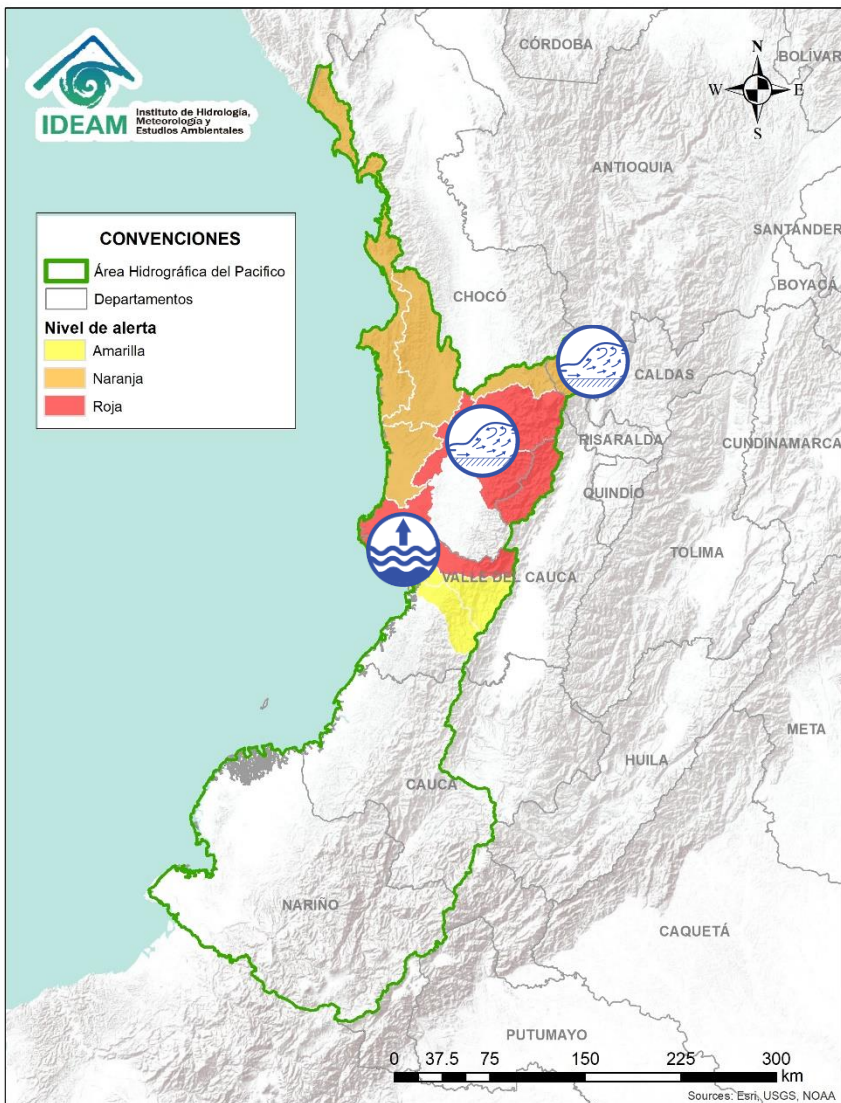 IDEAM
Instituto de Hidrología,
Meteorología y
Estudios Ambientales
CÓRDOBA
BOLÍVAR
N
W
E
S
ANTIOQUIA
SANTANDER
BOYACÁ
CONVENCIONES
Área Hidrográfica del Pacifico
Departamentos
Nivel de alerta
Amarilla
Naranja
Roja
CHOCÓ
CALDAS
RISARALDA
CUNDINAMARCA
QUINDÍO
TOLIMA
VALLE DEL CAUCA
META
HUILA
CAUCA
NARIÑO
CAQUETÁ
PUTUMAYO
0 37.5 75 150 225 300
km
Sources: Esri, USGS, NOAA